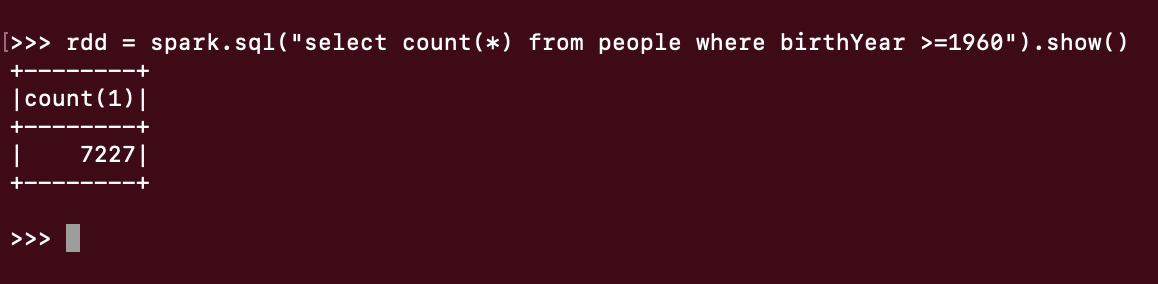 [>>> rdd = spark.sql("select count(*) from people where birthYear >=1960").show()
+--------+
|count(1)|
+--------+
|    7227|
+--------+
>>>